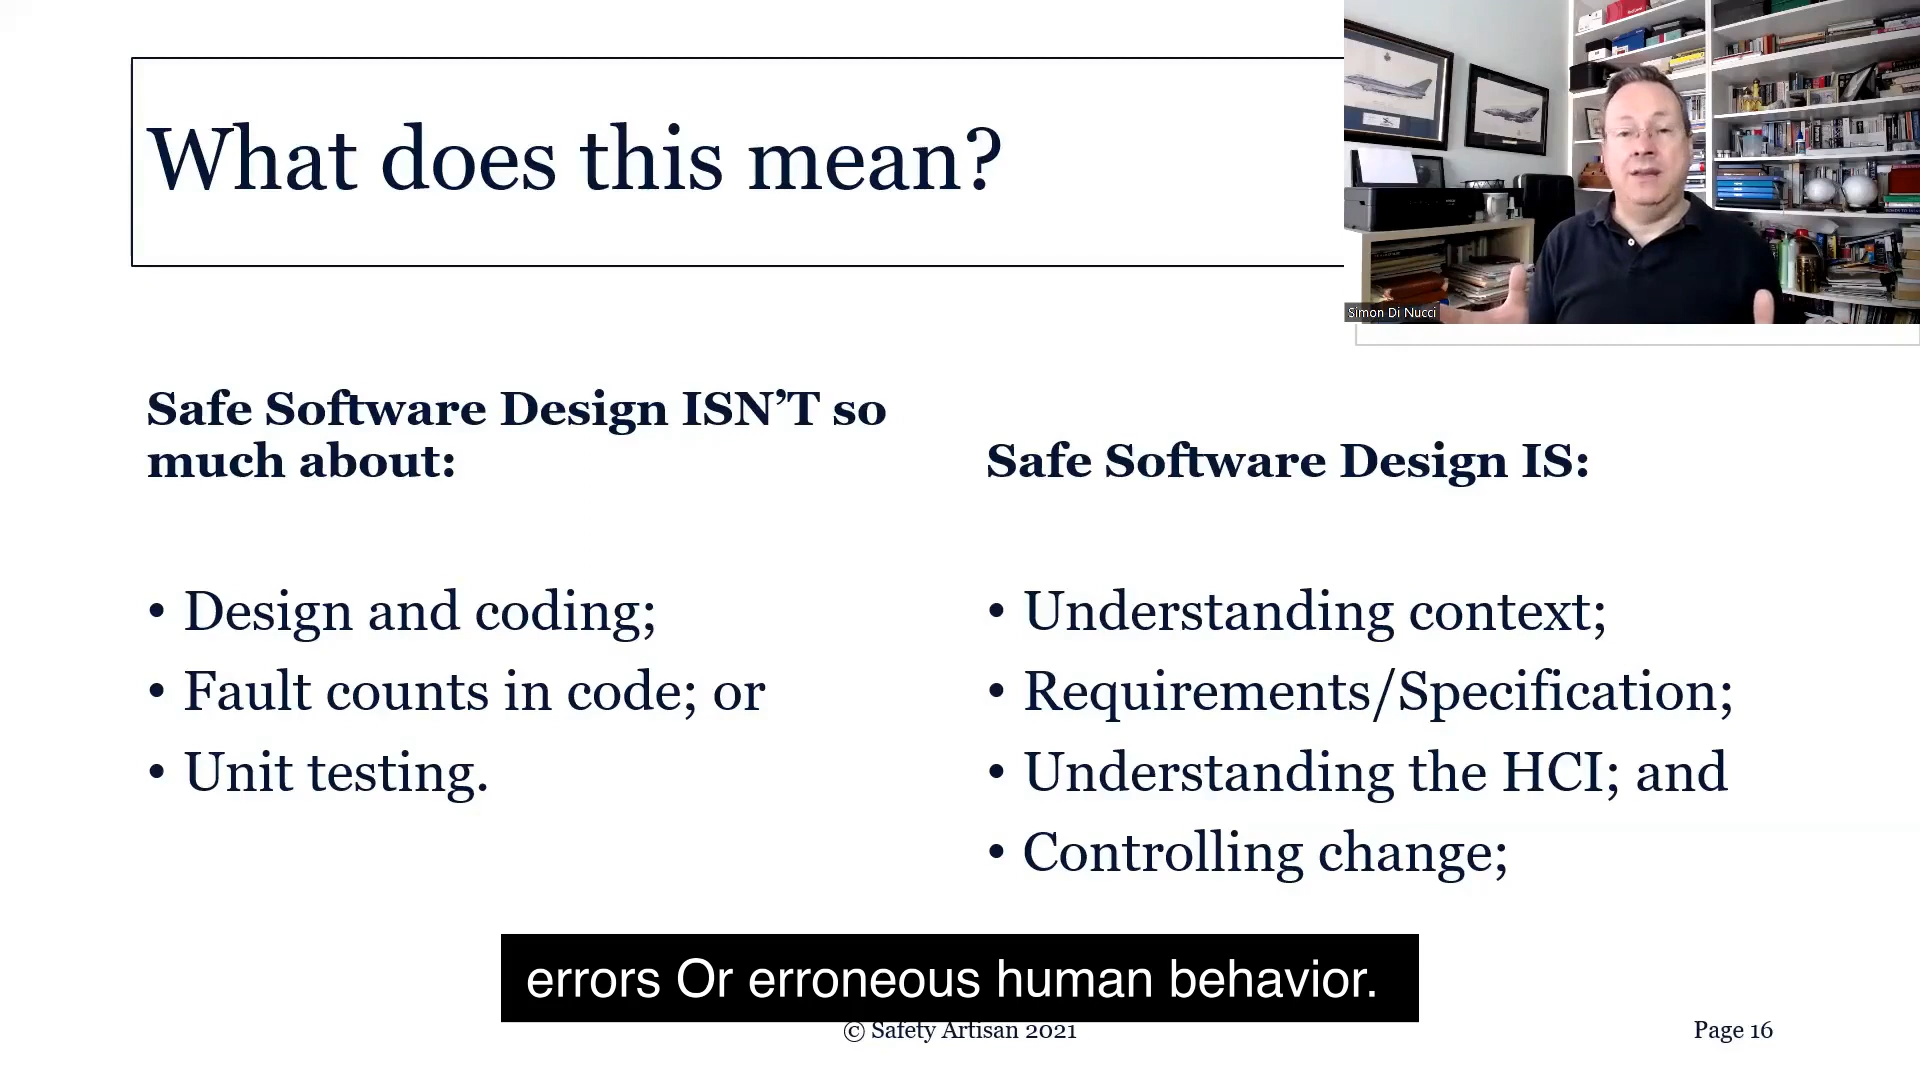 What does this mean?
Simon Di Nucci
Safe Software Design ISN’T so
much about:
• Design and coding;
• Fault counts in code; or
• Unit testing.
Safe Software Design IS:
• Understanding context;
• Requirements/Specification;
• Understanding the HCI; and
• Controlling change;
errors Or erroneous human behavior.
© Safety Artisan 2021
Page 16